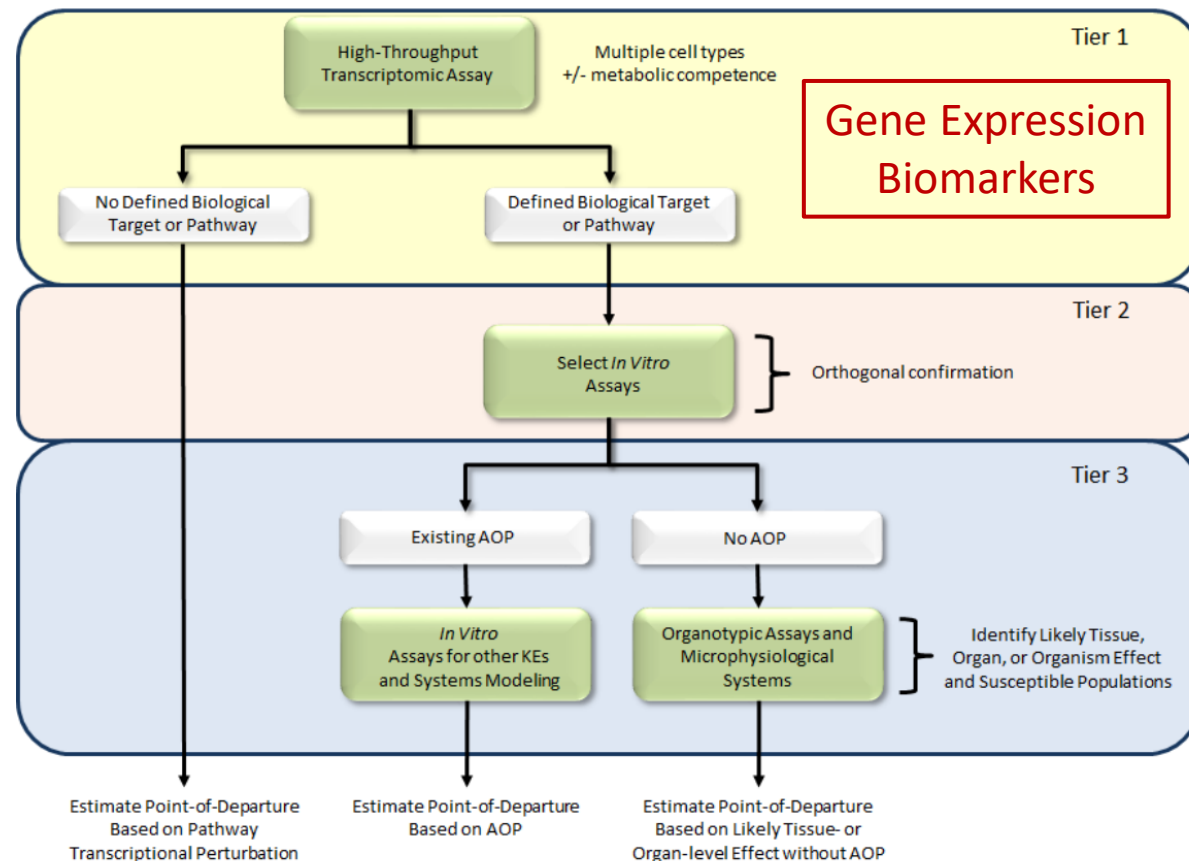 Tier 1
High-Throughput
Transcriptomic Assay
Multiple cell types
+/- metabolic competence
Gene Expression
Biomarkers
No Defined Biological
Target or Pathway
Defined Biological Target
or Pathway
Tier 2
Select In Vitro
Assays
Orthogonal confirmation
Tier 3
Existing AOP
No AOP
In Vitro
Assays for other KEs
and Systems Modeling
Organotypic Assays and
Microphysiological
Systems
Identify Likely Tissue,
Organ, or Organism Effect
and Susceptible Populations
Estimate Point-of-Departure
Based on Pathway
Transcriptional Perturbation
Estimate Point-of-Departure
Based on AOP
Estimate Point-of-Departure
Based on Likely Tissue- or
Organ-level Effect without AOP